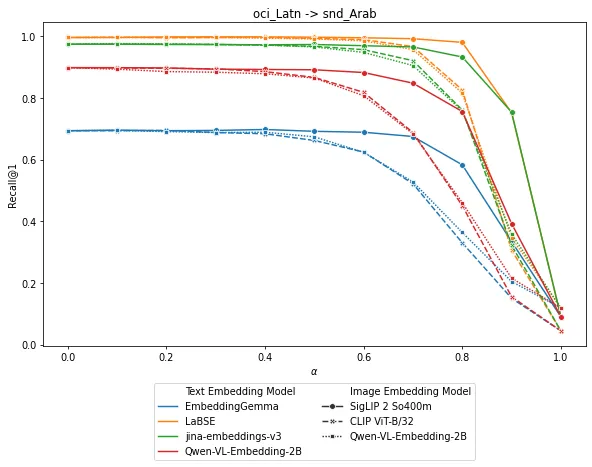 oci_Latn -> snd_Arab
1.0
0.8
0.6
0.4
0.2
0.0
Recall@1
0.0 0.2 0.4 0.6 0.8 1.0
α
Text Embedding Model
EmbeddingGemma
LaBSE
jina-embeddings-v3
Qwen-VL-Embedding-2B
Image Embedding Model
SigLIP 2 So400m
CLIP ViT-B/32
Qwen-VL-Embedding-2B